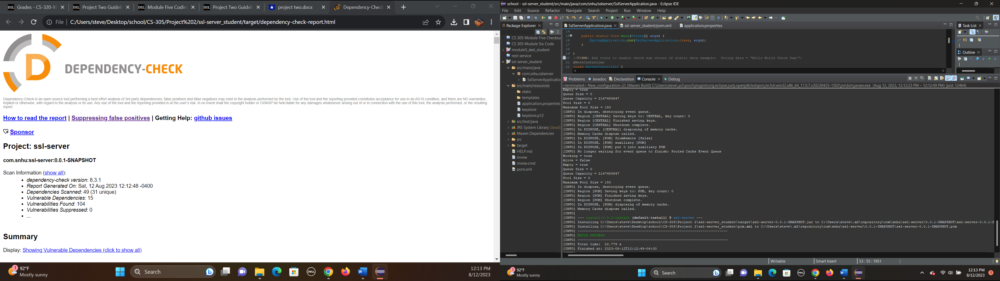 Grades - CS-320-X6
Project Two Guideli
Module Five Coding
Project Two Guideli
project two.docx
Dependency-Check
File C:/Users/steve/Desktop/school/CS-305/Project%202/ssl-server_student/target/dependency-check-report.html
DEPENDENCY-CHECK
Dependency-Check is an open source tool performing a best effort analysis of 3rd party dependencies; false positives and false negatives may exist in the analysis performed by the tool. Use of the tool and the reporting provided constitutes acceptance for use in an AS IS condition, and there are NO warranties,
implied or otherwise, with regard to the analysis or its use. Any use of the tool and the reporting provided is at the user's risk. In no event shall the copyright holder or OWASP be held liable for any damages whatsoever arising out of or in connection with the use of this tool, the analysis performed, or the resulting
report.
How to read the report | Suppressing false positives | Getting Help: github issues
Sponsor
Project: ssl-server
com.snhu:ssl-server:0.0.1-SNAPSHOT
Scan Information (show all):
• dependency-check version: 8.3.1
• Report Generated On: Sat, 12 Aug 2023 12:12:48 -0400
• Dependencies Scanned: 49 (31 unique)
• Vulnerable Dependencies: 15
• Vulnerabilities Found: 104
• Vulnerabilities Suppressed: 0
• ...
Summary
Display: Showing Vulnerable Dependencies (click to show all)
1 92°F
Mostly sunny
Search
DELL
12:13 PM
8/12/2023
school - ssl-server_student/src/main/java/com/snhu/sslserver/SslServerApplication.java - Eclipse IDE
File Edit Source Refactor Navigate Search Project Run Window Help
Package Explorer
CS 305 Module Five Checksu
CS 305 Module Six Code
module5_skel_student
rest-service
ssl-server_student
src/main/java
com.snhu.sslserver
SslServerApplicatio
src/main/resources
static
templates
application.properties
keystore
keystore.p12
src/test/java
JRE System Library [JavaS
Maven Dependencies
src
target
HELP.md
mvnw
mvnw.cmd
pom.xml
SslServerApplication.java ssl-server_student/pom.xml application.properties
14
15 public static void main(String[] args) {
16 SpringApplication.run(SslServerApplication.class, args);
17 }
18
19 }
20 //FIXME: Add route to enable check sum return of static data example: String data = "Hello World Check Sum!";
21 @RestController
22 class ServerController {
Task List
Outline
Problems Javadoc Declaration Console Debug
<terminated> New_configuration (2) [Maven Build] C:\Users\steve\.p2\pool\plugins\org.eclipse.justj.openjdk.hotspot.jre.full.win32.x86_64_17.0.7.v20230425-1502\jre\bin\javaw.exe (Aug 12, 2023, 12:12:23 PM – 12:12:49 PM) [pid: 12464]
Empty = true
Queue Size = 0
Queue Capacity = 2147483647
Pool Size = 0
Maximum Pool Size = 150
[INFO] In dispose, destroying event queue.
[INFO] Region [CENTRAL] Saving keys to: CENTRAL, key count: 0
[INFO] Region [CENTRAL] Finished saving keys.
[INFO] Region [CENTRAL] Shutdown complete.
[INFO] In DISPOSE, [CENTRAL] disposing of memory cache.
[INFO] Memory Cache dispose called.
[INFO] In DISPOSE, [POM] fromRemote [false]
[INFO] In DISPOSE, [POM] auxiliary [POM]
[INFO] In DISPOSE, [POM] put 0 into auxiliary POM
[INFO] No longer waiting for event queue to finish: Pooled Cache Event Queue
Working = true
Alive = false
Empty = true
Queue Size = 0
Queue Capacity = 2147483647
Pool Size = 0
Maximum Pool Size = 150
[INFO] In dispose, destroying event queue.
[INFO] Region [POM] Saving keys to: POM, key count: 0
[INFO] Region [POM] Finished saving keys.
[INFO] Region [POM] Shutdown complete.
[INFO] In DISPOSE, [POM] disposing of memory cache.
[INFO] Memory Cache dispose called.
[INFO]
[INFO] --- install:2.5.2:install (default-install) @ ssl-server ---
[INFO] Installing C:\Users\steve\Desktop\school\CS-305\Project 2\ssl-server_student\target\ssl-server-0.0.1-SNAPSHOT.jar to C:\Users\steve\.m2\repository\com\snhu\ssl-server\0.0.1-SNAPSHOT\ssl-server-0.0.1-S
[INFO] Installing C:\Users\steve\Desktop\school\CS-305\Project 2\ssl-server_student\pom.xml to C:\Users\steve\.m2\repository\com\snhu\ssl-server\0.0.1-SNAPSHOT\ssl-server-0.0.1-SNAPSHOT.pom
[INFO] ------------------------------------------------------------------------
[INFO] BUILD SUCCESS
[INFO] ------------------------------------------------------------------------
[INFO] Total time: 22.779 s
[INFO] Finished at: 2023-08-12T12:12:49-04:00
Writable Smart Insert 53 : 55 : 1951
1 92°F
Mostly sunny
Search
DELL
12:13 PM
8/12/2023
1